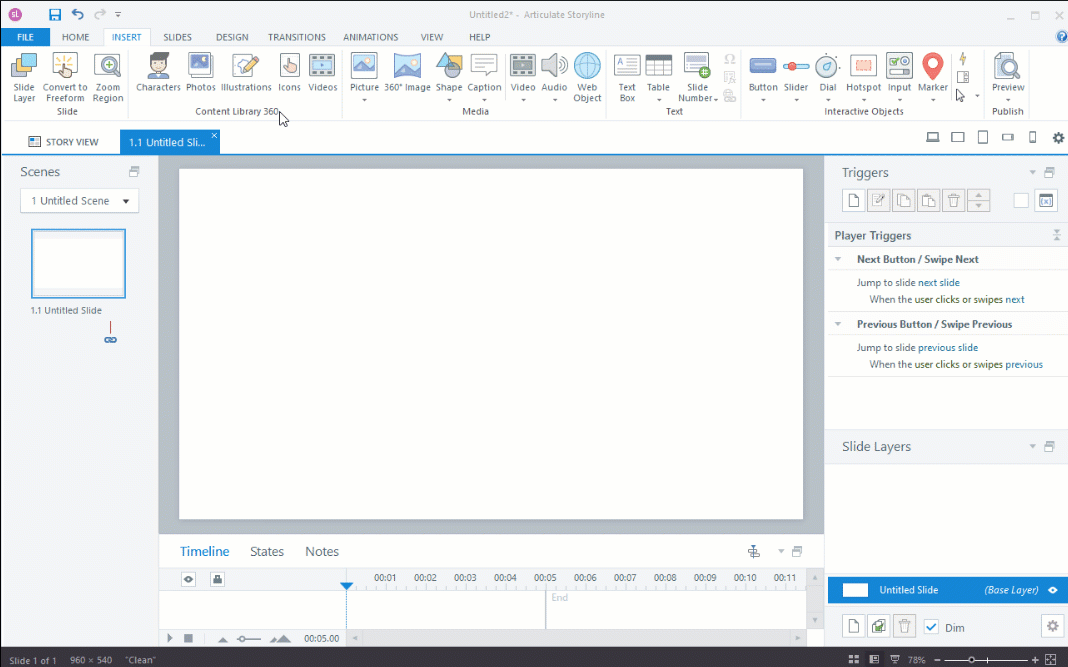 sl
Untitled2* - Articulate Storyline
FILE HOME INSERT SLIDES DESIGN TRANSITIONS ANIMATIONS VIEW HELP
Slide Layer
Convert to Freeform
Zoom Region
Slide
Characters Photos Illustrations Icons Videos
Content Library 360
Picture 360° Image Shape Caption Video Audio Web Object
Media
Text Box
Table
Slide Number
Text
Button Slider Dial Hotspot Input Marker
Interactive Objects
Preview
Publish
STORY VIEW
1.1 Untitled Sli...
Scenes
1 Untitled Scene
1.1 Untitled Slide
Triggers
Player Triggers
Next Button / Swipe Next
Jump to slide next slide
When the user clicks or swipes next
Previous Button / Swipe Previous
Jump to slide previous slide
When the user clicks or swipes previous
Slide Layers
Untitled Slide (Base Layer)
Dim
Timeline States Notes
00:01 00:02 00:03 00:04 00:05 00:06 00:07 00:08 00:09 00:10 00:11
End
00:05.00
Slide 1 of 1 960 × 540 "Clean" 78%